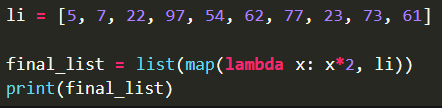 li = [5, 7, 22, 97, 54, 62, 77, 23, 73, 61]
final_list = list(map(lambda x: x*2, li))
print(final_list)